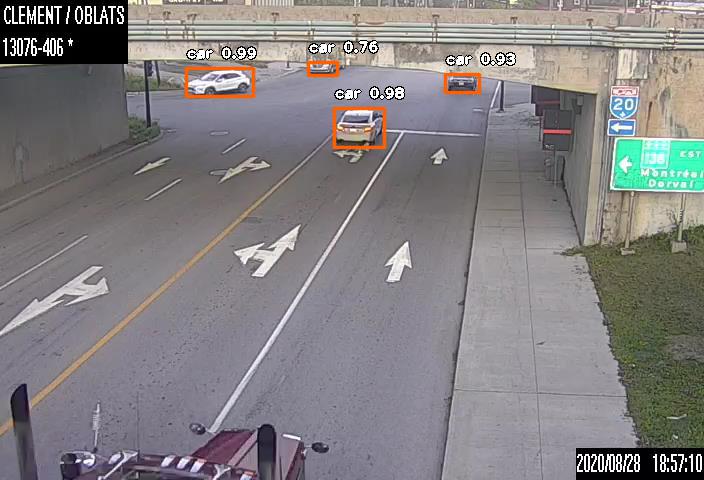 CLEMENT / OBLATS
13076-406 *
car 0.99
car 0.76
car 0.93
car 0.98
20
EST
138
Montréal
Dorval
2020/08/28 18:57:10